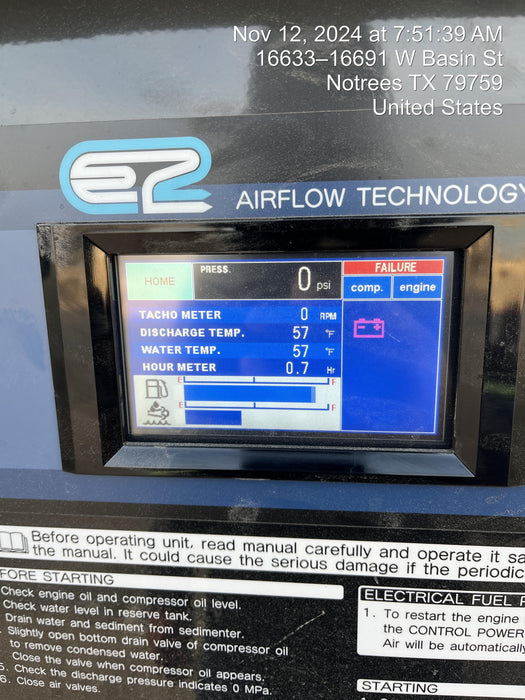 Nov 12, 2024 at 7:51:39 AM
16633–16691 W Basin St
Notrees TX 79759
United States
e2 AIRFLOW TECHNOLOGY
HOME PRESS. 0 psi FAILURE
comp. engine
TACHO METER 0 RPM
DISCHARGE TEMP. 57 °F
WATER TEMP. 57 °F
HOUR METER 0.7 Hr
E F
E F
Before operating unit, read manual carefully and operate it sa
the manual. It could cause the serious damage if the periodic
FORE STARTING
Check engine oil and compressor oil level.
Check water level in reserve tank.
Drain water and sediment from sedimenter.
Slightly open bottom drain valve of compressor oil
to remove condensed water.
Close the valve when compressor oil appears.
5. Check the discharge pressure indicates 0 MPa.
6. Close air valves.
ELECTRICAL FUEL
1. To restart the engine
the CONTROL POWER
Air will be automatically
STARTING